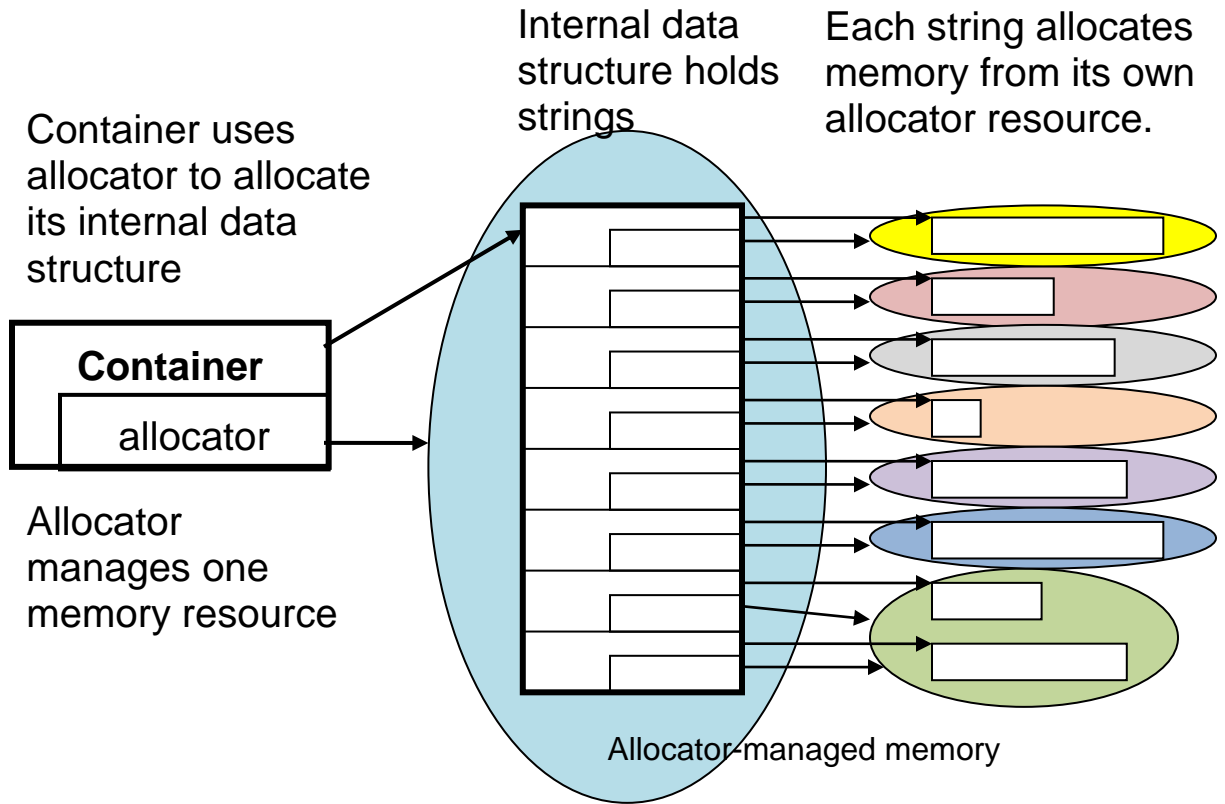 Internal data
structure holds
strings
Each string allocates
memory from its own
allocator resource.
Container uses
allocator to allocate
its internal data
structure
Container
allocator
Allocator
manages one
memory resource
Allocator-managed memory